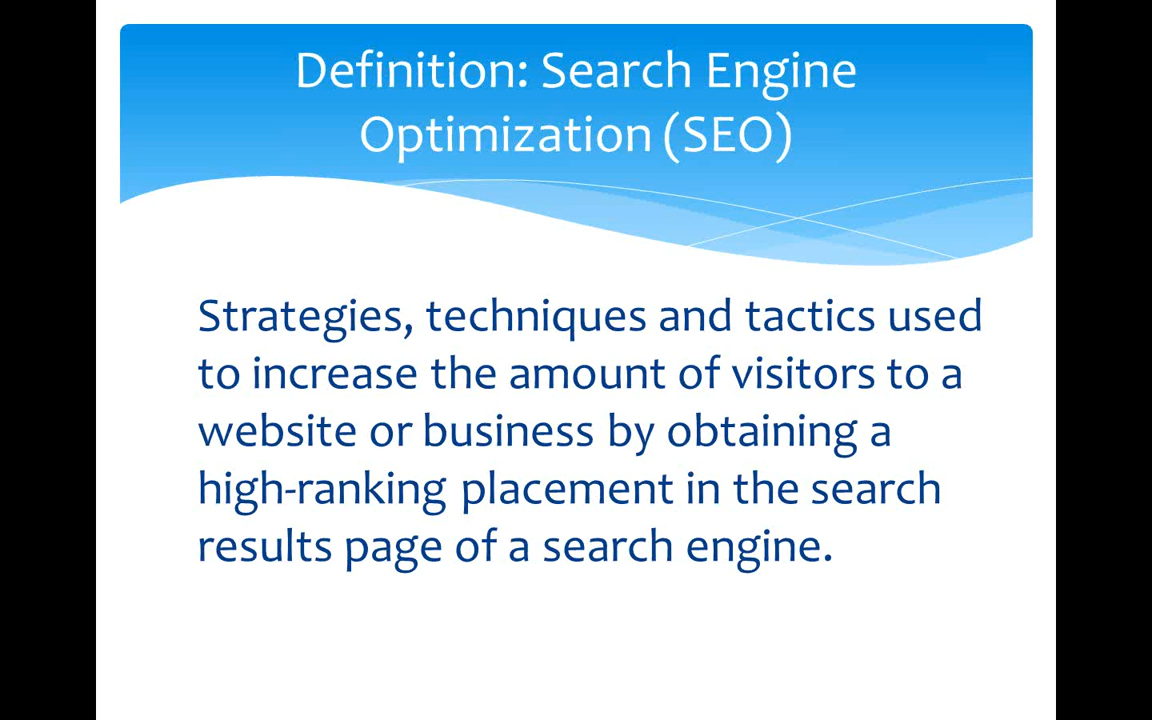 Definition: Search Engine
Optimization (SEO)
Strategies, techniques and tactics used
to increase the amount of visitors to a
website or business by obtaining a
high-ranking placement in the search
results page of a search engine.